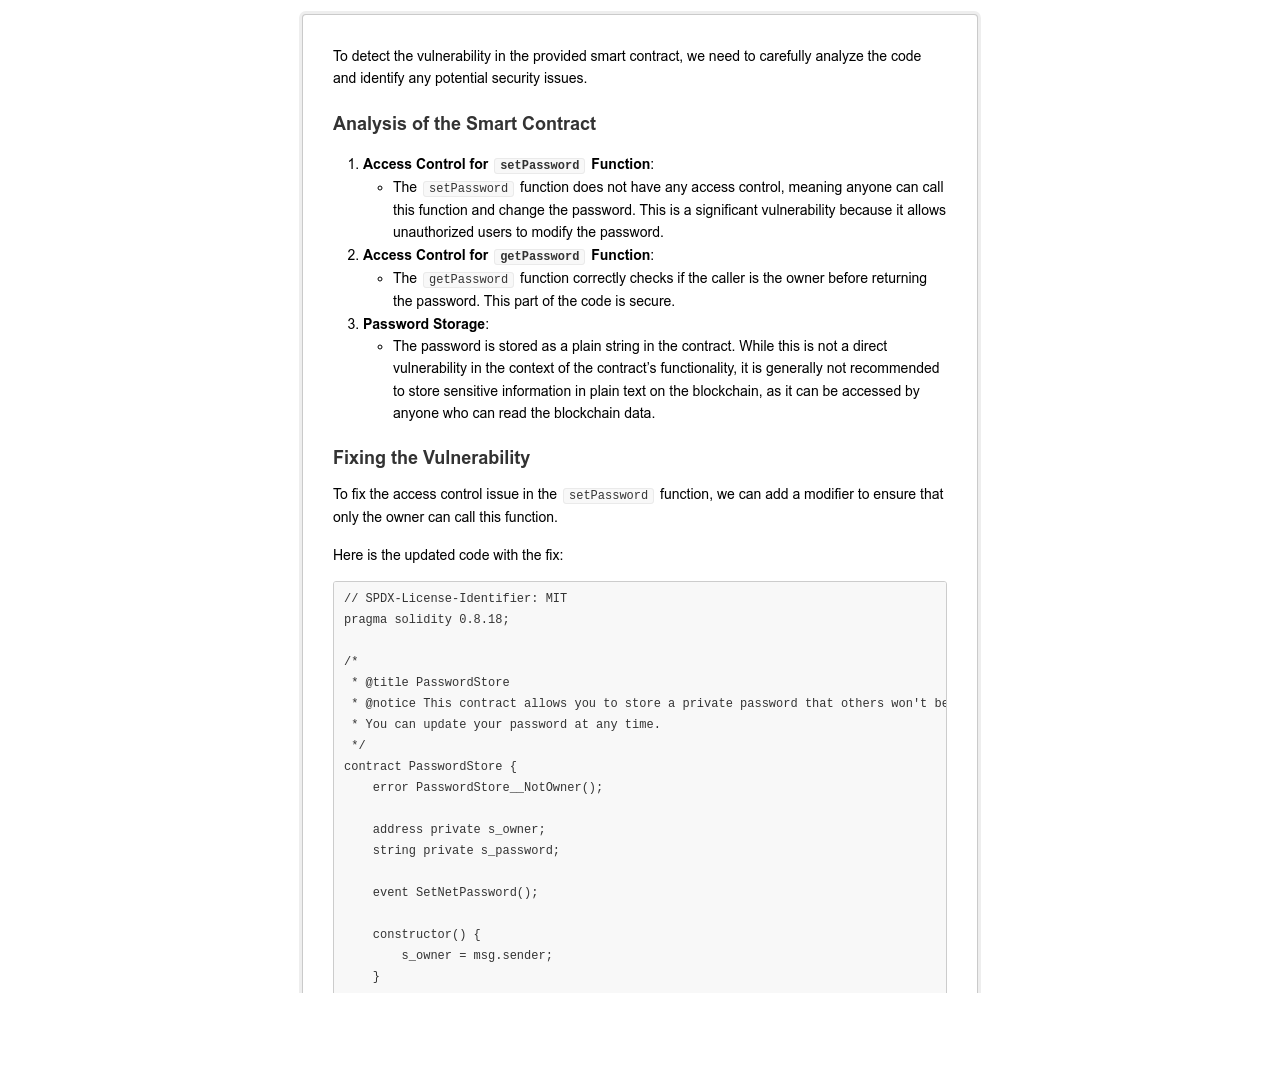 To detect the vulnerability in the provided smart contract, we need to carefully analyze the code
and identify any potential security issues.
Analysis of the Smart Contract
1. Access Control for setPassword Function:
◦ The setPassword function does not have any access control, meaning anyone can call
this function and change the password. This is a significant vulnerability because it allows
unauthorized users to modify the password.
2. Access Control for getPassword Function:
◦ The getPassword function correctly checks if the caller is the owner before returning
the password. This part of the code is secure.
3. Password Storage:
◦ The password is stored as a plain string in the contract. While this is not a direct
vulnerability in the context of the contract's functionality, it is generally not recommended
to store sensitive information in plain text on the blockchain, as it can be accessed by
anyone who can read the blockchain data.
Fixing the Vulnerability
To fix the access control issue in the setPassword function, we can add a modifier to ensure that
only the owner can call this function.
Here is the updated code with the fix:
// SPDX-License-Identifier: MIT
pragma solidity 0.8.18;
/*
 * @title PasswordStore
 * @notice This contract allows you to store a private password that others won't be
 * You can update your password at any time.
 */
contract PasswordStore {
    error PasswordStore__NotOwner();
    address private s_owner;
    string private s_password;
    event SetNetPassword();
    constructor() {
        s_owner = msg.sender;
    }